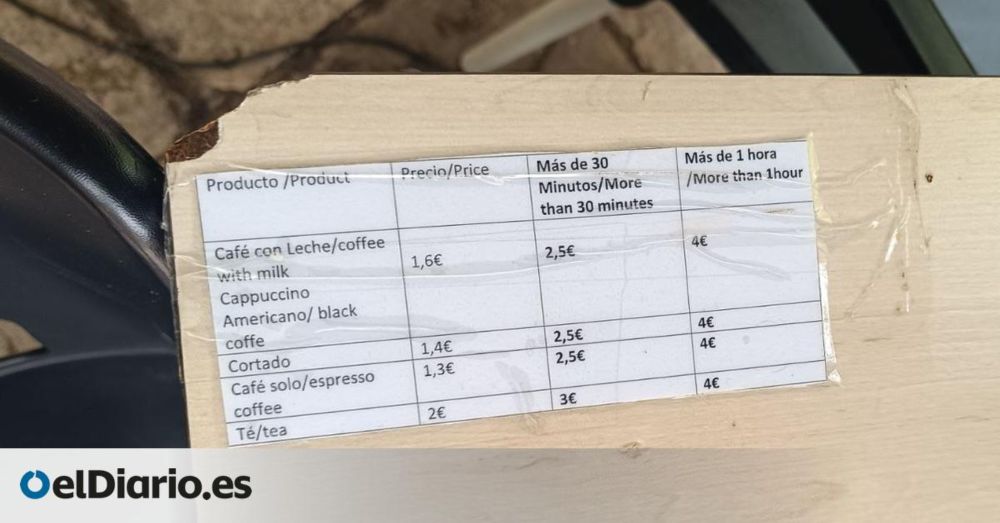 Producto /Product
Precio/Price
Más de 30
Minutos/More
than 30 minutes
Más de 1 hora
/More than 1hour
Café con Leche/coffee
with milk
Cappuccino
Americano/ black
coffe
1,6€
2,5€
4€
Cortado
1,4€
2,5€
4€
Café solo/espresso
coffee
1,3€
2,5€
4€
Té/tea
2€
3€
4€
elDiario.es